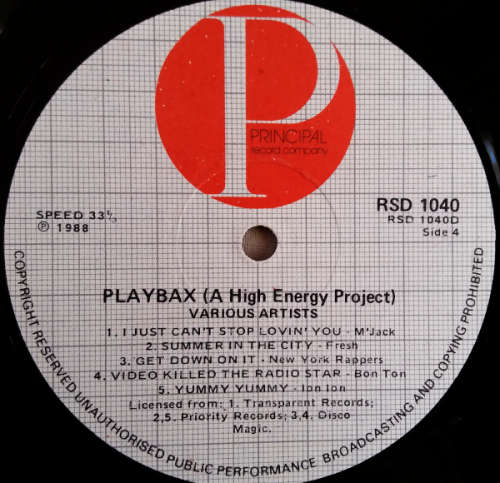 P
PRINCIPAL
record company
SPEED 33⅓
Ⓟ 1988
RSD 1040
RSD 1040D
Side 4
PLAYBAX (A High Energy Project)
VARIOUS ARTISTS
1. I JUST CAN'T STOP LOVIN' YOU - M'Jack
2. SUMMER IN THE CITY - Fresh
3. GET DOWN ON IT - New York Rappers
4. VIDEO KILLED THE RADIO STAR - Bon Ton
5. YUMMY YUMMY - Ion Ion
Licensed from: 1. Transparent Records;
2,5. Priority Records; 3,4. Disco
Magic.
COPYRIGHT RESERVED UNAUTHORISED PUBLIC PERFORMANCE BROADCASTING AND COPYING PROHIBITED